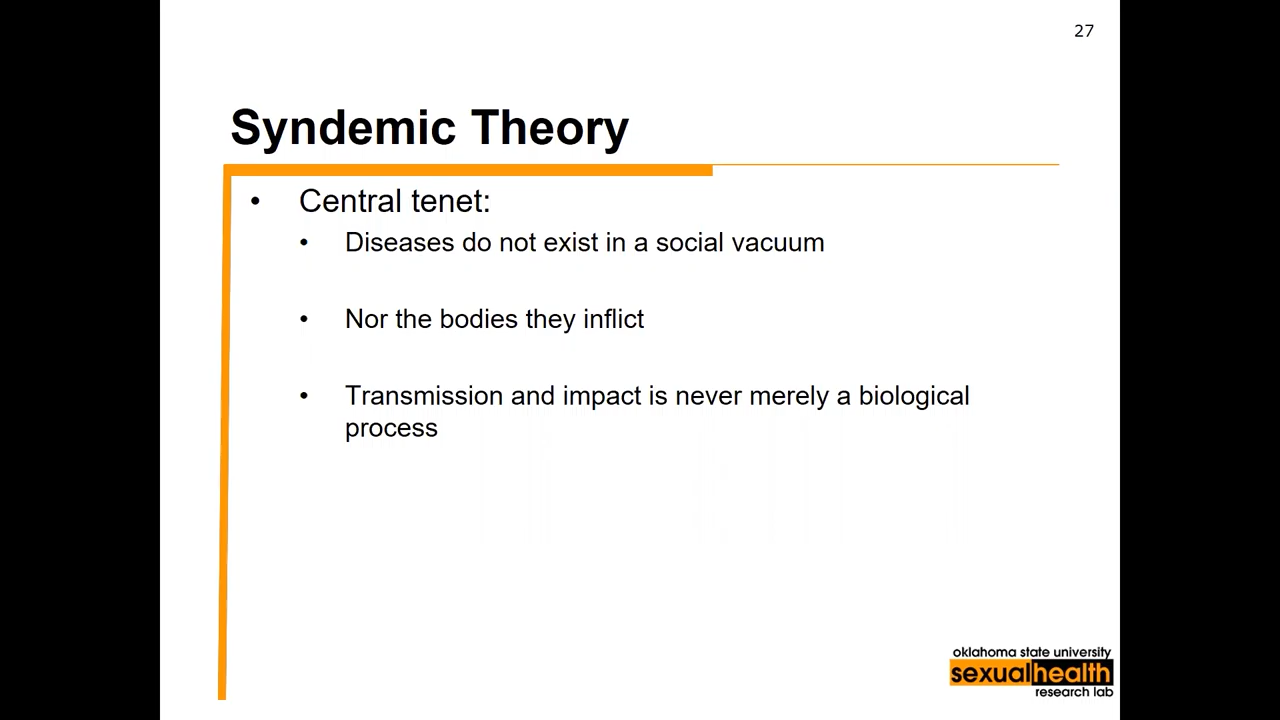 27
Syndemic Theory
• Central tenet:
• Diseases do not exist in a social vacuum
• Nor the bodies they inflict
• Transmission and impact is never merely a biological
process
oklahoma state university
sexualhealth
research lab